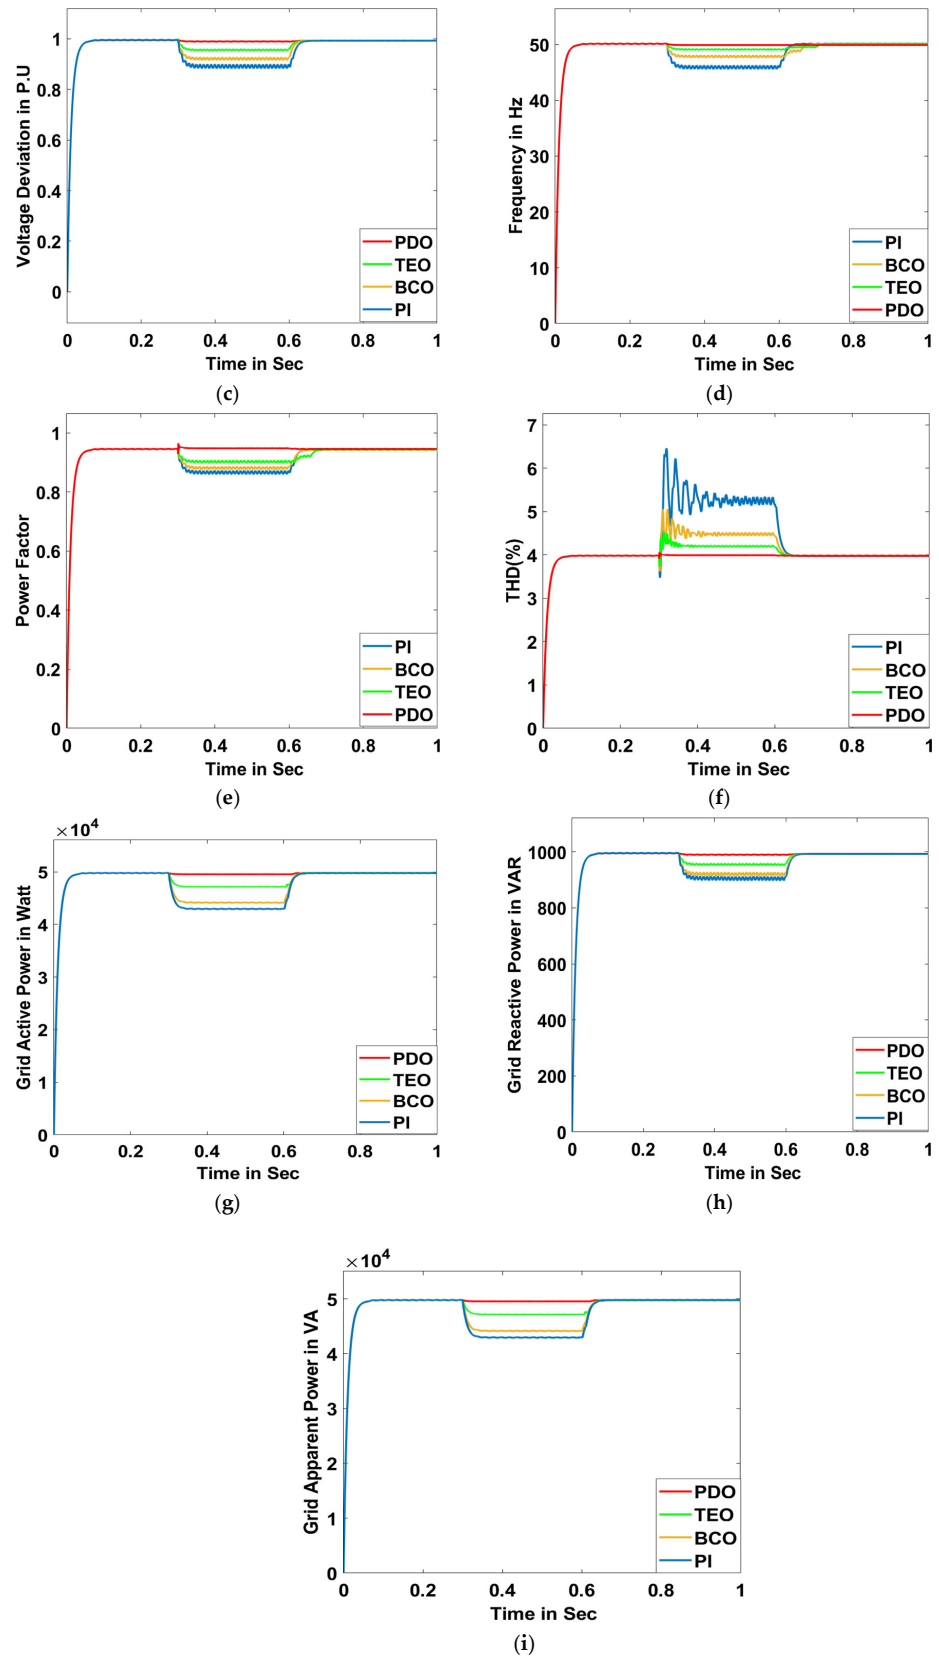 Voltage Deviation in P.U
1
0.8
0.6
0.4
0.2
0
PDO
TEO
BCO
PI
0 0.2 0.4 0.6 0.8 1
Time in Sec
(c)
Frequency in Hz
50
40
30
20
10
0
PI
BCO
TEO
PDO
0 0.2 0.4 0.6 0.8 1
Time in Sec
(d)
Power Factor
1
0.8
0.6
0.4
0.2
0
PI
BCO
TEO
PDO
0 0.2 0.4 0.6 0.8 1
Time in Sec
(e)
THD(%)
7
6
5
4
3
2
1
0
PI
BCO
TEO
PDO
0 0.2 0.4 0.6 0.8 1
Time in Sec
(f)
×10⁴
Grid Active Power in Watt
5
4
3
2
1
0
PDO
TEO
BCO
PI
0 0.2 0.4 0.6 0.8 1
Time in Sec
(g)
Grid Reactive Power in VAR
1000
800
600
400
200
0
PDO
TEO
BCO
PI
0 0.2 0.4 0.6 0.8 1
Time in Sec
(h)
×10⁴
Grid Apparent Power in VA
5
4
3
2
1
0
PDO
TEO
BCO
PI
0 0.2 0.4 0.6 0.8 1
Time in Sec
(i)